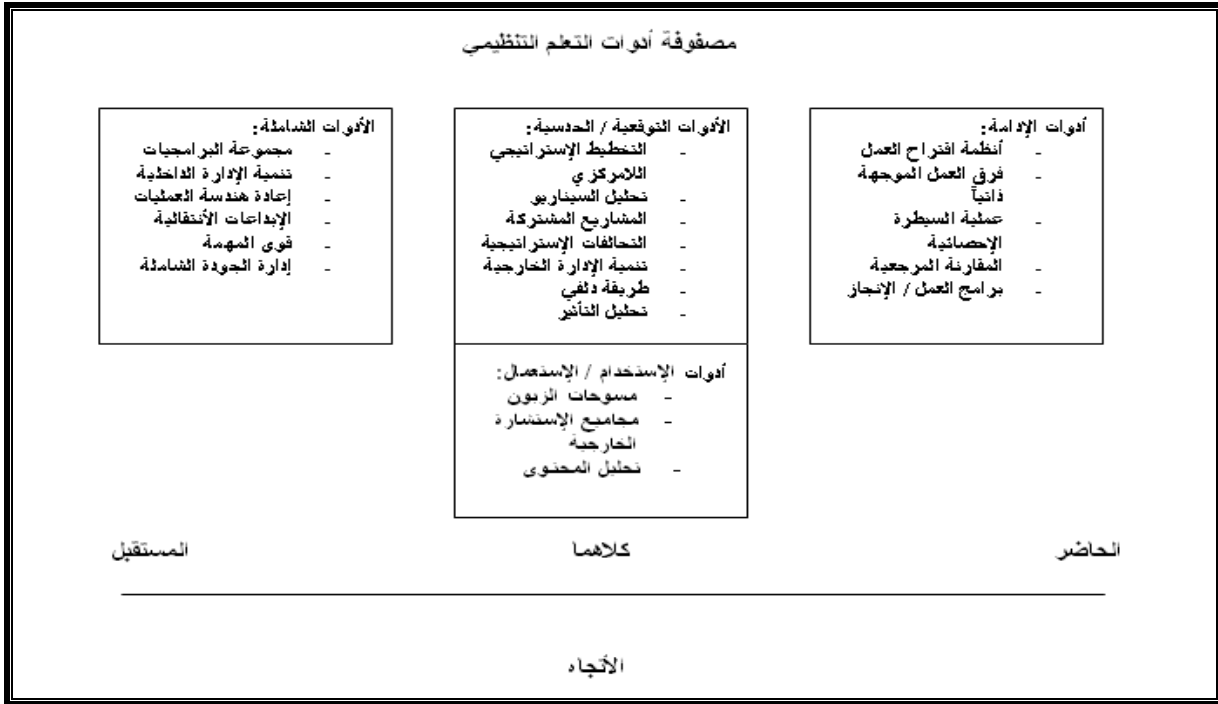 مصفوفة أدوات التعلم التنظيمي
أدوات الإدامة:
- أنظمة اقتراح العمل
- فرق العمل الموجهة
ذاتياً
- عملية السيطرة
الإحصائية
- المقارنة المرجعية
- برامج العمل / الإنجاز
الأدوات التوقعية / الحدسية:
- التخطيط الإستراتيجي
اللامركزي
- تحليل السيناريو
- المشاريع المشتركة
- التحالفات الإستراتيجية
- تنمية الإدارة الخارجية
- طريقة دلفي
- تحليل التأثير
أدوات الإستخدام / الإستعمال:
- مسوحات الزبون
- مجاميع الإستشارة
الخارجية
- تحليل المحتوى
الأدوات الشاملة:
- مجموعة البرامجيات
- تنمية الإدارة الداخلية
- إعادة هندسة العمليات
- الإبداعات الأنتقالية
- قوى المهمة
- إدارة الجودة الشاملة
الحاضر
كلاهما
المستقبل
الأتجاه